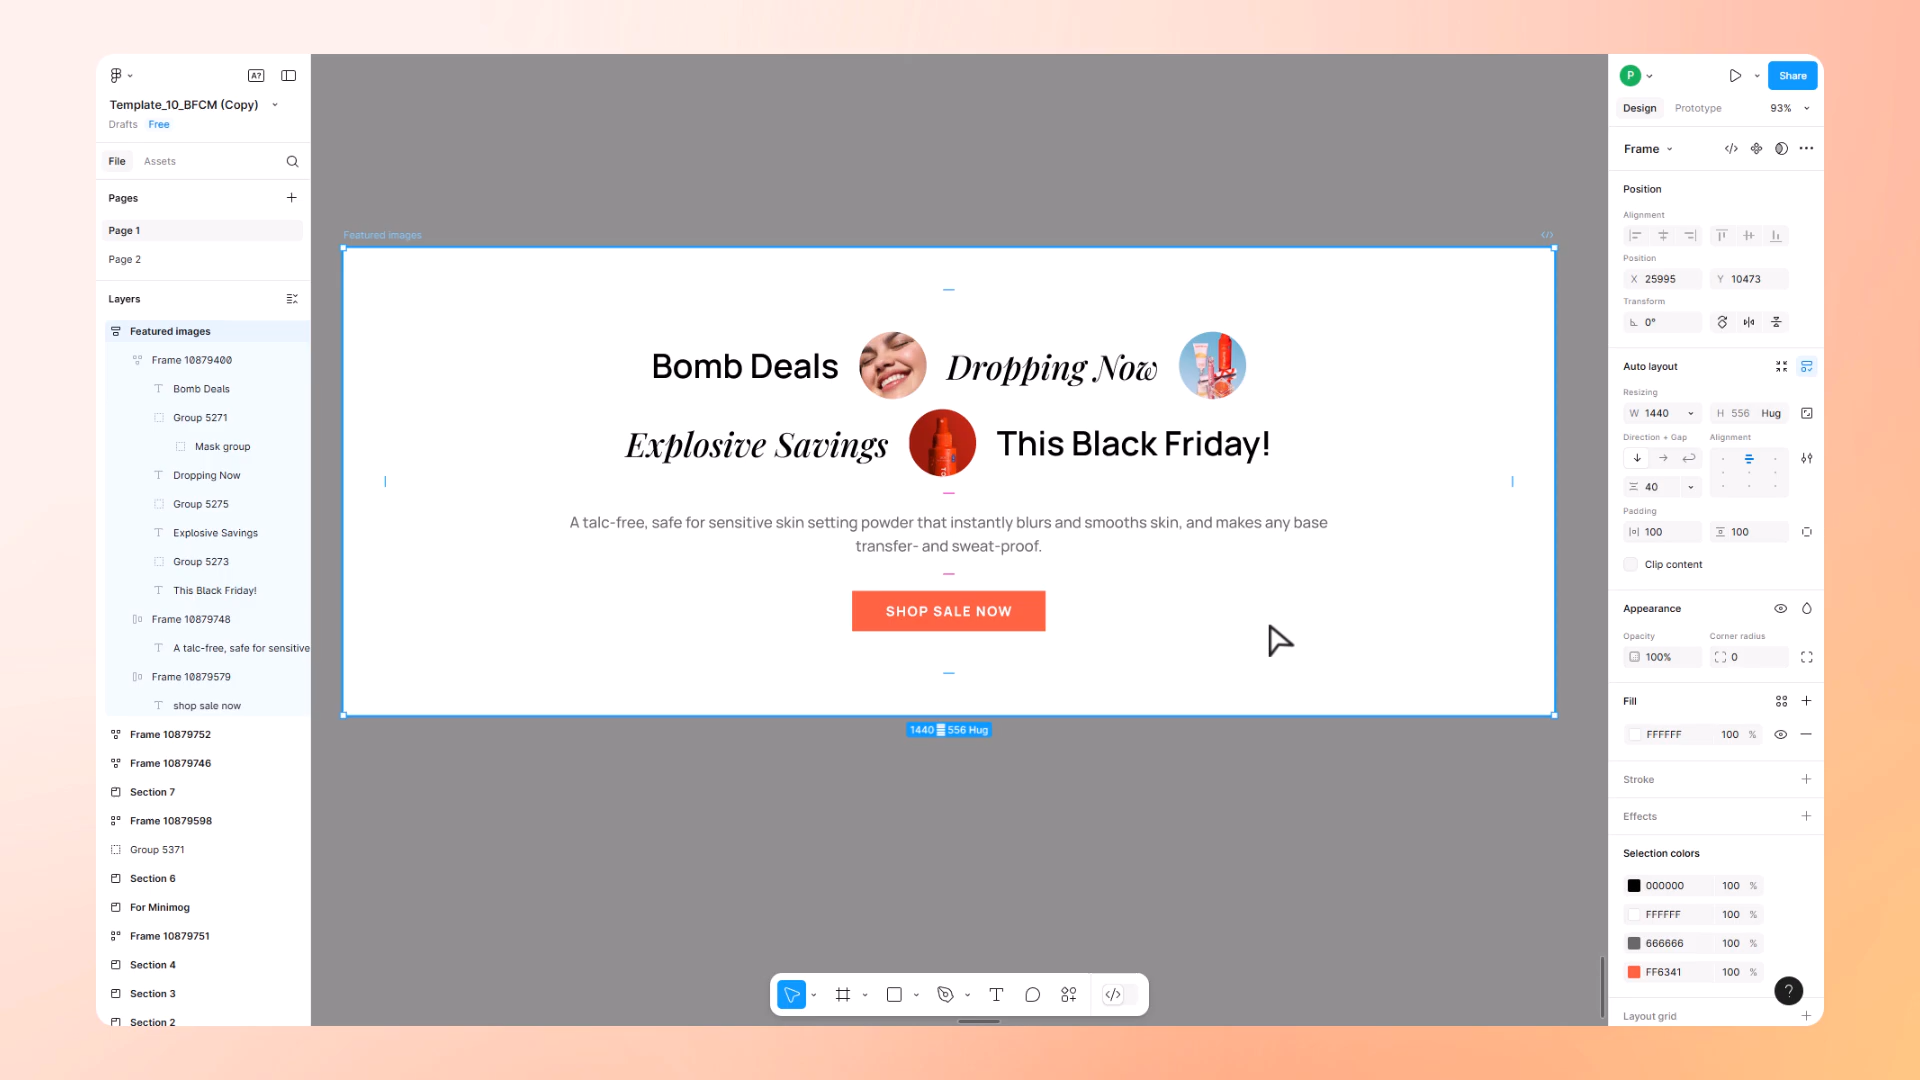 A?
Template_10_BFCM (Copy)
Drafts Free
File Assets
Pages
Page 1
Page 2
Layers
Featured images
Frame 10879400
Bomb Deals
Group 5271
Mask group
Dropping Now
Group 5275
Explosive Savings
Group 5273
This Black Friday!
Frame 10879748
A talc-free, safe for sensitive
Frame 10879579
shop sale now
Frame 10879752
Frame 10879746
Section 7
Frame 10879598
Group 5371
Section 6
For Minimog
Frame 10879751
Section 4
Section 3
Section 2
Featured images
</>
Bomb Deals Dropping Now
Explosive Savings This Black Friday!
A talc-free, safe for sensitive skin setting powder that instantly blurs and smooths skin, and makes any base
transfer- and sweat-proof.
SHOP SALE NOW
1440 556 Hug
T </>
P Share
Design Prototype 93%
Frame </>
Position
Alignment
Position
X 25995 Y 10473
Transform
0°
Auto layout
Resizing
W 1440 H 556 Hug
Direction + Gap Alignment
40
Padding
100 100
Clip content
Appearance
Opacity Corner radius
100% 0
Fill
FFFFFF 100 %
Stroke
Effects
Selection colors
000000 100 %
FFFFFF 100 %
666666 100 %
FF6341 100 %
?
Layout grid